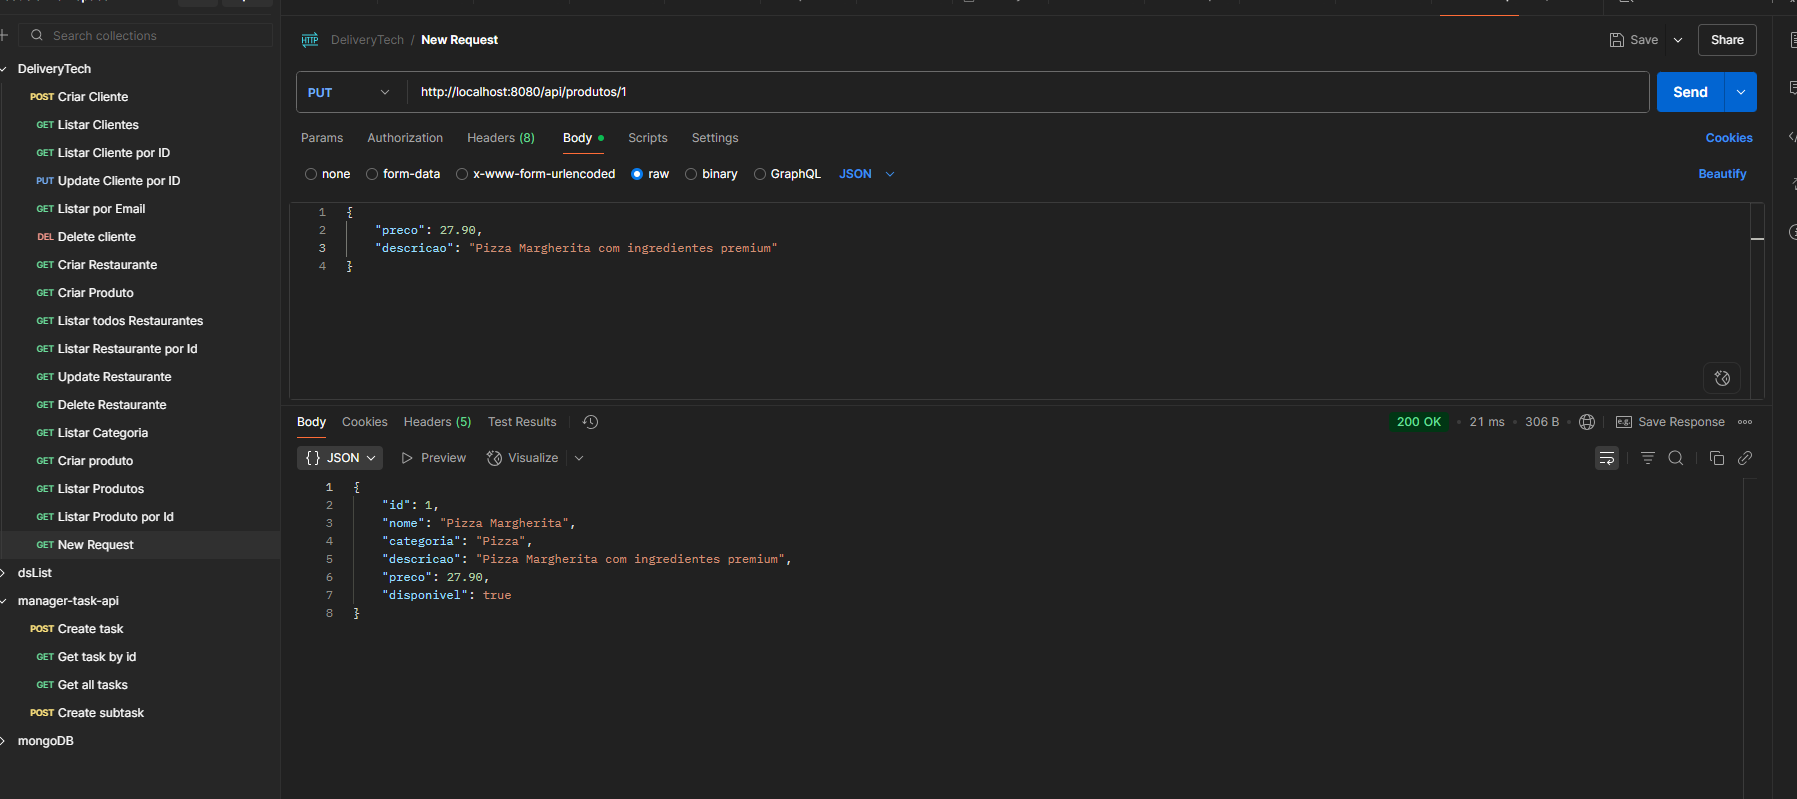 Search collections
DeliveryTech
POST Criar Cliente
GET Listar Clientes
GET Listar Cliente por ID
PUT Update Cliente por ID
GET Listar por Email
DEL Delete cliente
GET Criar Restaurante
GET Criar Produto
GET Listar todos Restaurantes
GET Listar Restaurante por Id
GET Update Restaurante
GET Delete Restaurante
GET Listar Categoria
GET Criar produto
GET Listar Produtos
GET Listar Produto por Id
GET New Request
dsList
manager-task-api
POST Create task
GET Get task by id
GET Get all tasks
POST Create subtask
mongoDB
HTTP DeliveryTech / New Request
Save
Share
PUT http://localhost:8080/api/produtos/1
Send
Params Authorization Headers (8) Body Scripts Settings
Cookies
none form-data x-www-form-urlencoded raw binary GraphQL JSON
Beautify
1 {
2 "preco": 27.90,
3 "descricao": "Pizza Margherita com ingredientes premium"
4 }
Body Cookies Headers (5) Test Results
200 OK • 21 ms • 306 B • e.g. Save Response
{} JSON Preview Visualize
1 {
2 "id": 1,
3 "nome": "Pizza Margherita",
4 "categoria": "Pizza",
5 "descricao": "Pizza Margherita com ingredientes premium",
6 "preco": 27.90,
7 "disponivel": true
8 }